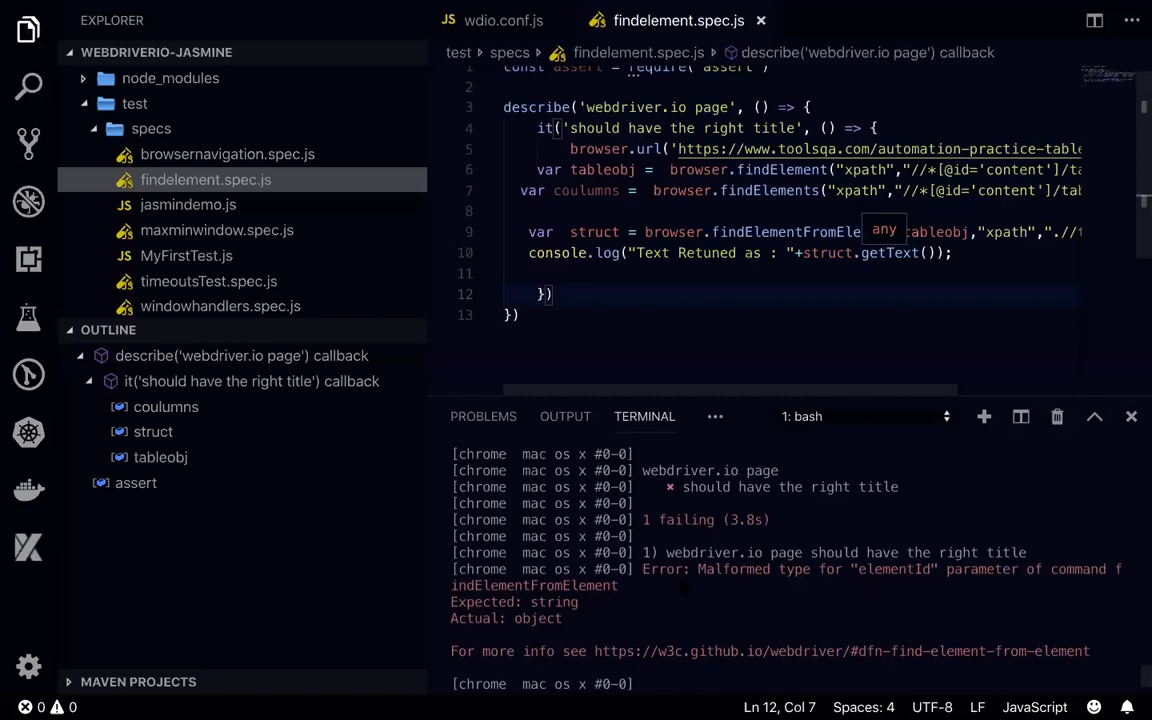 EXPLORER
WEBDRIVERIO-JASMINE
node_modules
test
specs
browsernavigation.spec.js
findelement.spec.js
JS jasmindemo.js
maxminwindow.spec.js
JS MyFirstTest.js
timeoutsTest.spec.js
windowhandlers.spec.js
OUTLINE
describe('webdriver.io page') callback
it('should have the right title') callback
coulumns
struct
tableobj
assert
MAVEN PROJECTS
JS wdio.conf.js
findelement.spec.js
test specs findelement.spec.js describe('webdriver.io page') callback
1 const assert = require('assert')
2
3 describe('webdriver.io page', () => {
4 it('should have the right title', () => {
5 browser.url('https://www.toolsqa.com/automation-practice-table
6 var tableobj = browser.findElement("xpath","//*[@id='content']/ta
7 var coulumns = browser.findElements("xpath","//*[@id='content']/tab
8
9 var struct = browser.findElementFromEle tableobj,"xpath",".//t
any
10 console.log("Text Retuned as : "+struct.getText());
11
12 })
13 })
PROBLEMS OUTPUT TERMINAL ••• 1: bash
[chrome mac os x #0-0]
[chrome mac os x #0-0] webdriver.io page
[chrome mac os x #0-0] ✖ should have the right title
[chrome mac os x #0-0]
[chrome mac os x #0-0] 1 failing (3.8s)
[chrome mac os x #0-0]
[chrome mac os x #0-0] 1) webdriver.io page should have the right title
[chrome mac os x #0-0] Error: Malformed type for "elementId" parameter of command f
indElementFromElement
Expected: string
Actual: object
For more info see https://w3c.github.io/webdriver/#dfn-find-element-from-element
[chrome mac os x #0-0]
0 0 Ln 12, Col 7 Spaces: 4 UTF-8 LF JavaScript